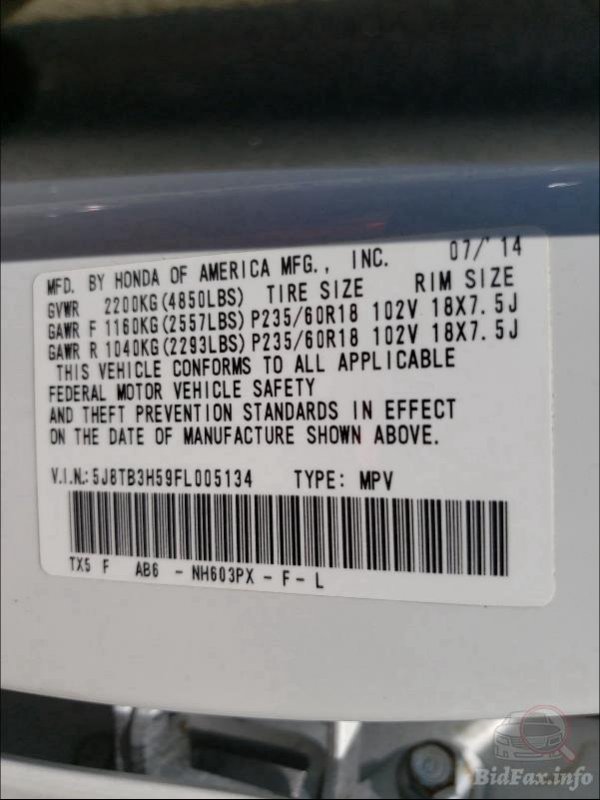 MFD. BY HONDA OF AMERICA MFG., INC. 07/'14
GVWR 2200KG(4850LBS) TIRE SIZE RIM SIZE
GAWR F 1160KG(2557LBS) P235/60R18 102V 18X7.5J
GAWR R 1040KG(2293LBS) P235/60R18 102V 18X7.5J
THIS VEHICLE CONFORMS TO ALL APPLICABLE
FEDERAL MOTOR VEHICLE SAFETY
AND THEFT PREVENTION STANDARDS IN EFFECT
ON THE DATE OF MANUFACTURE SHOWN ABOVE.
V.I.N.: 5J8TB3H59FL005134 TYPE: MPV
TX5 F AB6 - NH603PX - F - L
BidFax.info